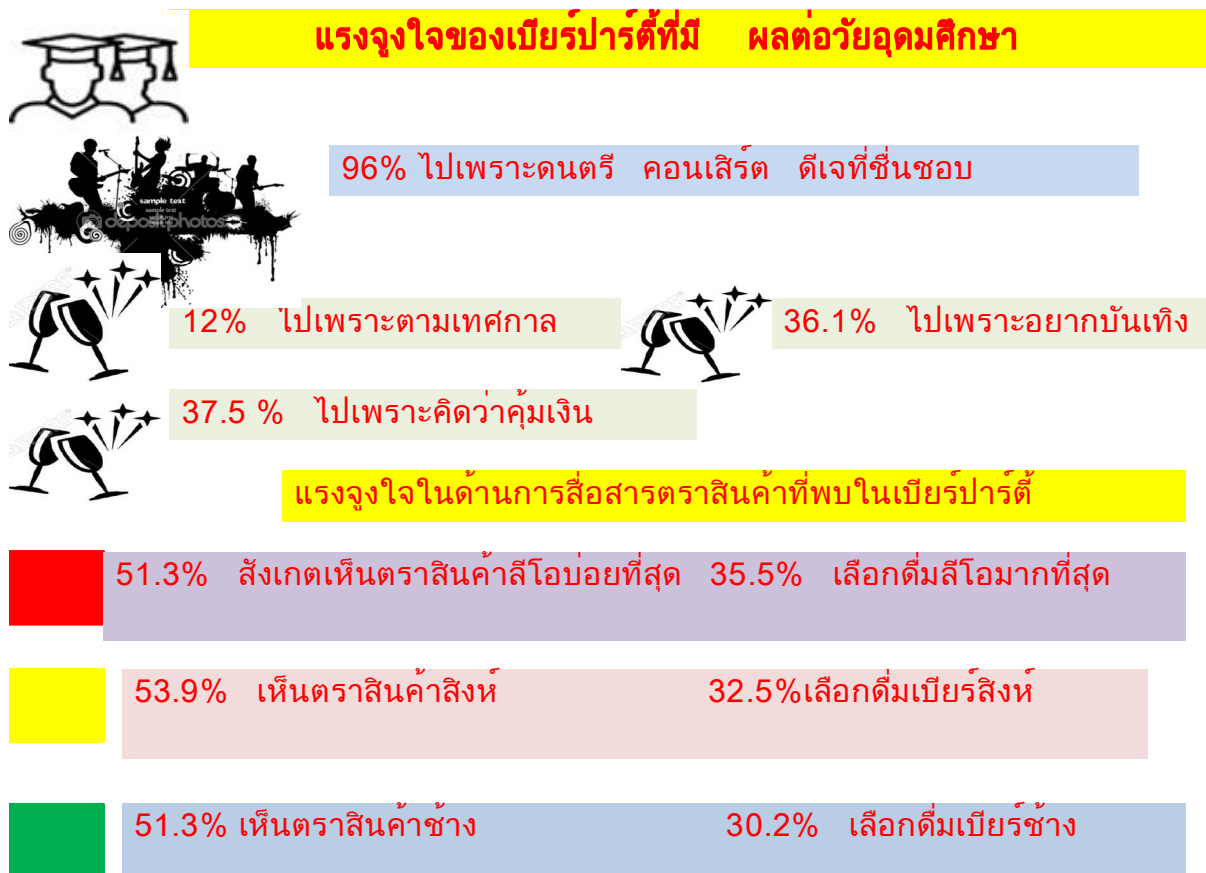 แรงจูงใจของเบียร์ปาร์ตี้ที่มี ผลต่อวัยอุดมศึกษา
96% ไปเพราะดนตรี คอนเสิร์ต ดีเจที่ชื่นชอบ
sample text
sample text
depositphotos
12% ไปเพราะตามเทศกาล
36.1% ไปเพราะอยากบันเทิง
37.5 % ไปเพราะคิดว่าคุ้มเงิน
แรงจูงใจในด้านการสื่อสารตราสินค้าที่พบในเบียร์ปาร์ตี้
51.3% สังเกตเห็นตราสินค้าลีโอบ่อยที่สุด 35.5% เลือกดื่มลีโอมากที่สุด
53.9% เห็นตราสินค้าสิงห์ 32.5%เลือกดื่มเบียร์สิงห์
51.3% เห็นตราสินค้าช้าง 30.2% เลือกดื่มเบียร์ช้าง